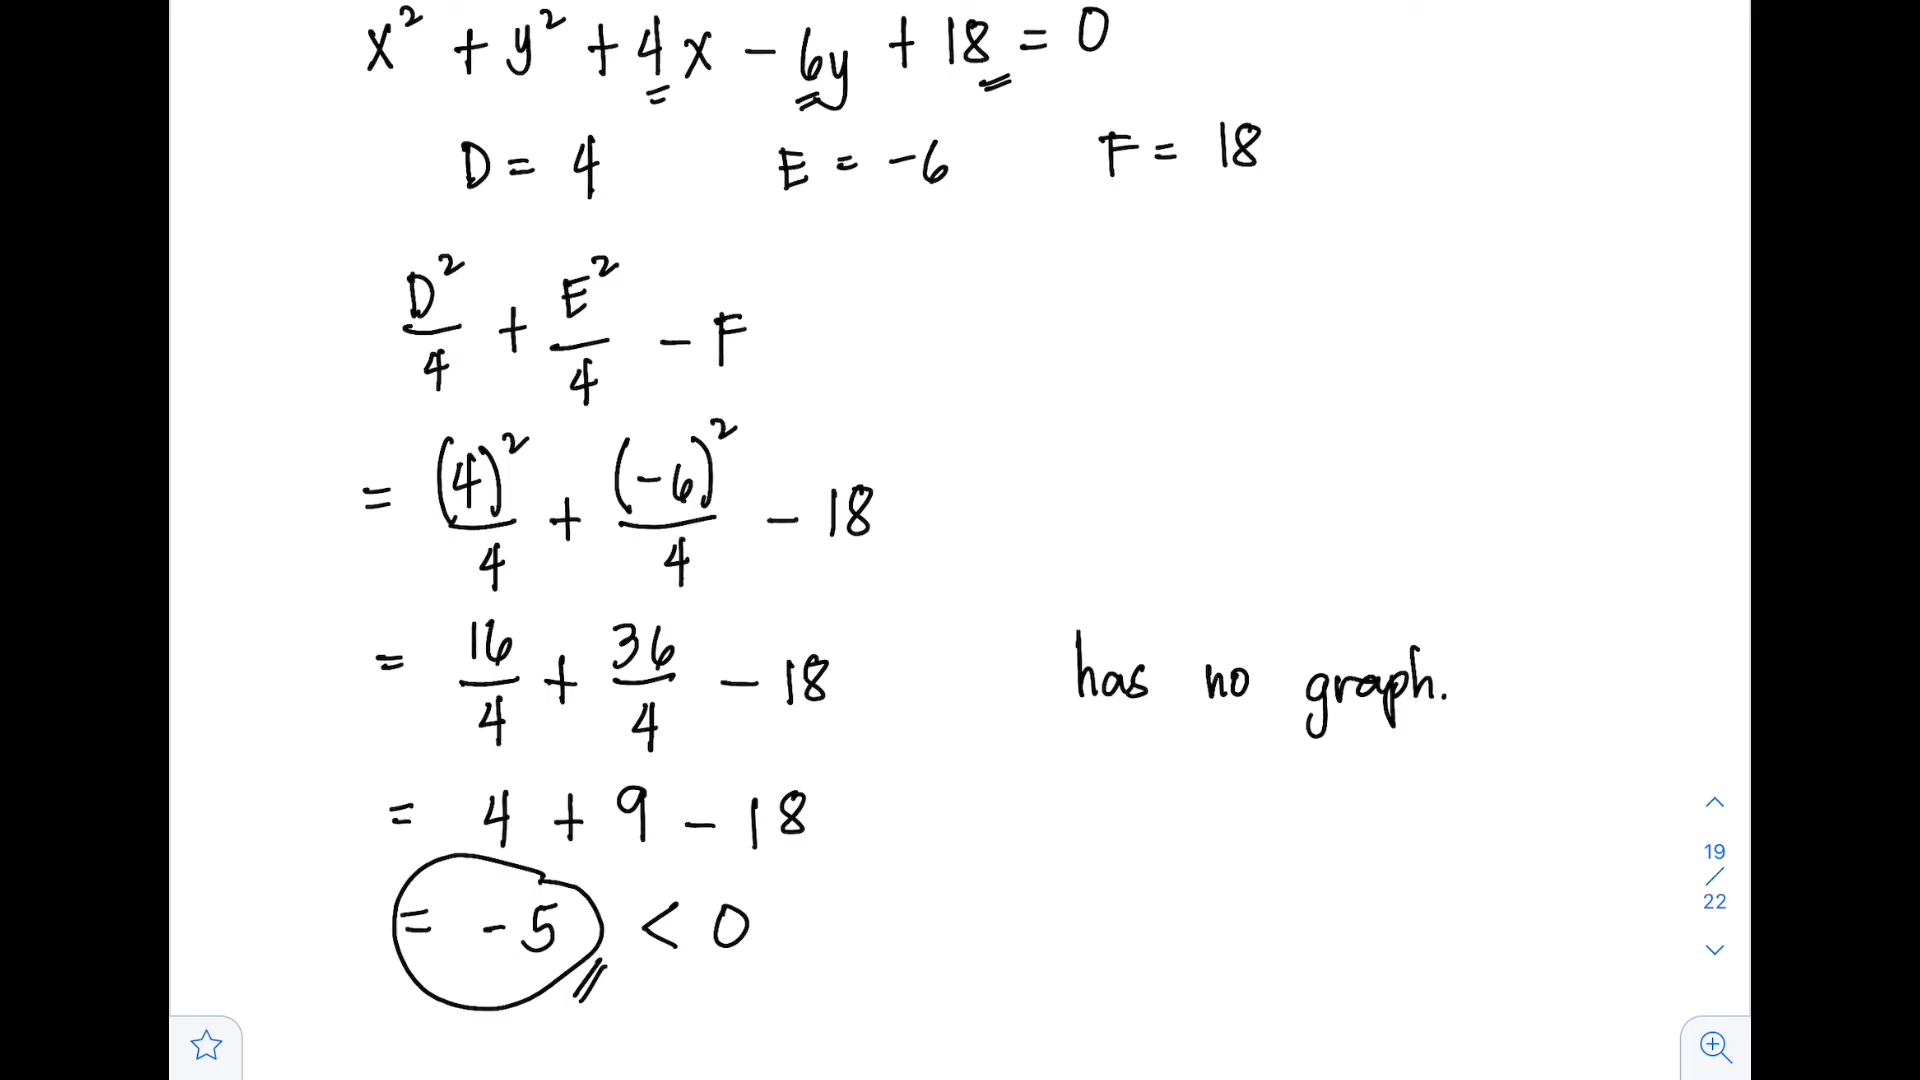 x² + y² + 4x - 6y + 18 = 0
D = 4 E = -6 F = 18
D²/4 + E²/4 - F
= (4)²/4 + (-6)²/4 - 18
= 16/4 + 36/4 - 18 has no graph.
= 4 + 9 - 18
= -5 < 0
19
/
22